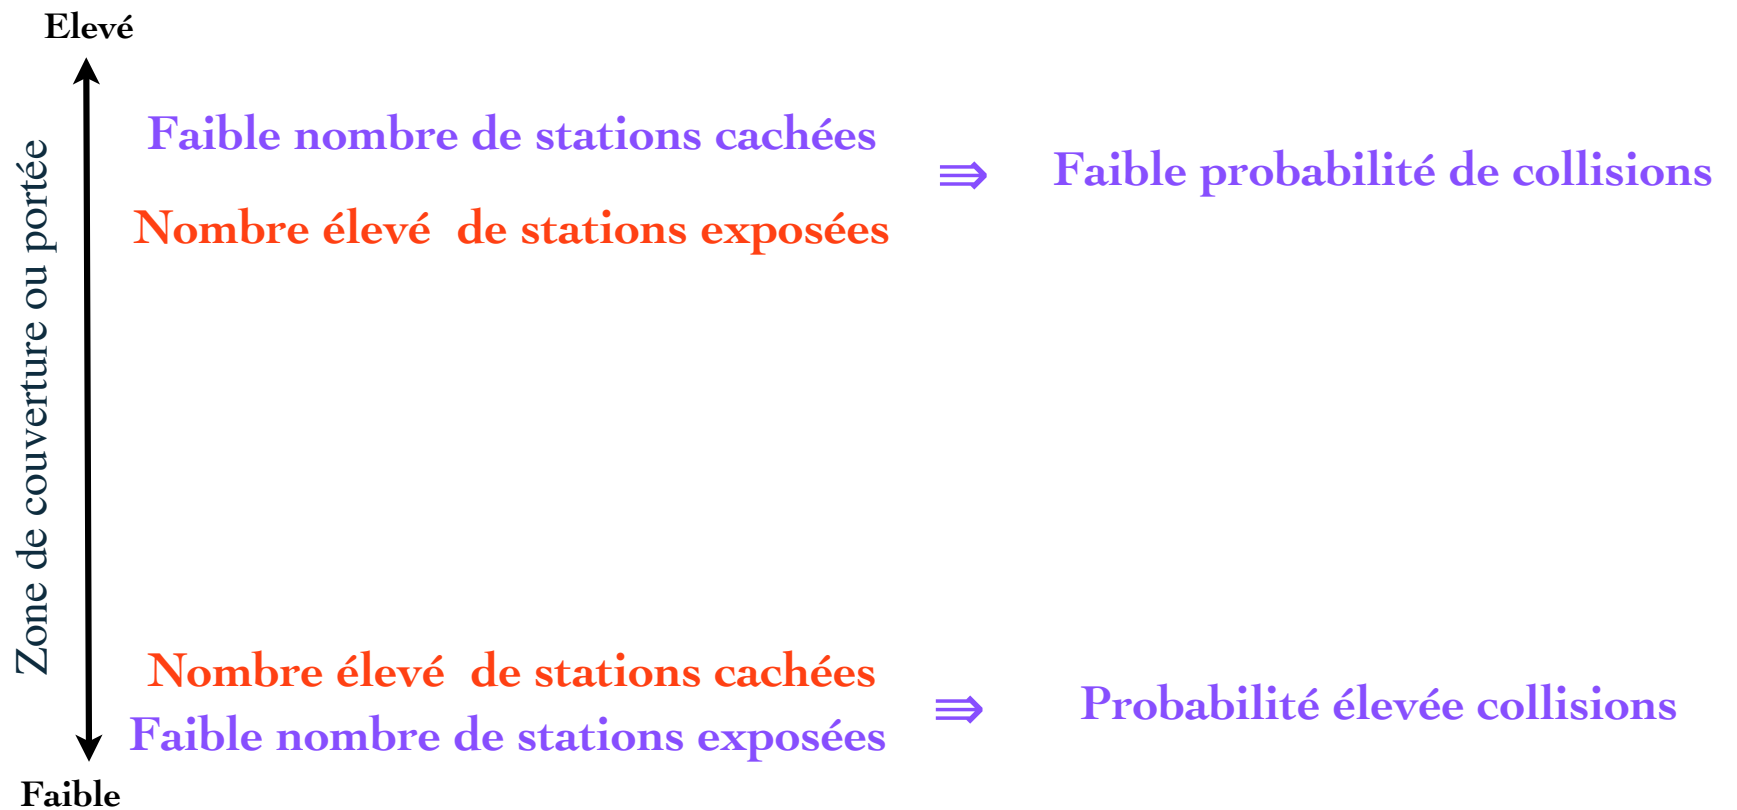 Elevé
Zone de couverture ou portée
Faible nombre de stations cachées
⇛ Faible probabilité de collisions
Nombre élevé de stations exposées
Nombre élevé de stations cachées
⇛ Probabilité élevée collisions
Faible nombre de stations exposées
Faible